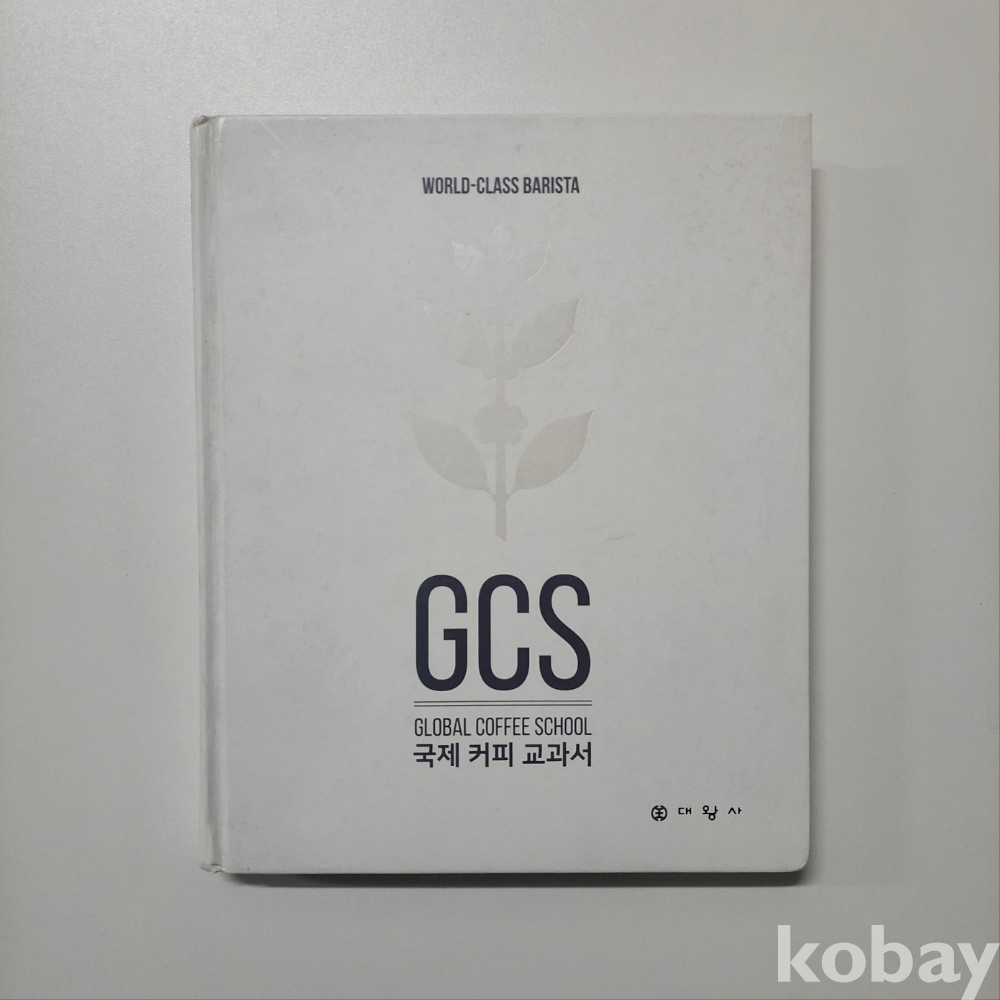 WORLD-CLASS BARISTA
GCS
GLOBAL COFFEE SCHOOL
국제 커피 교과서
대왕사
kobay